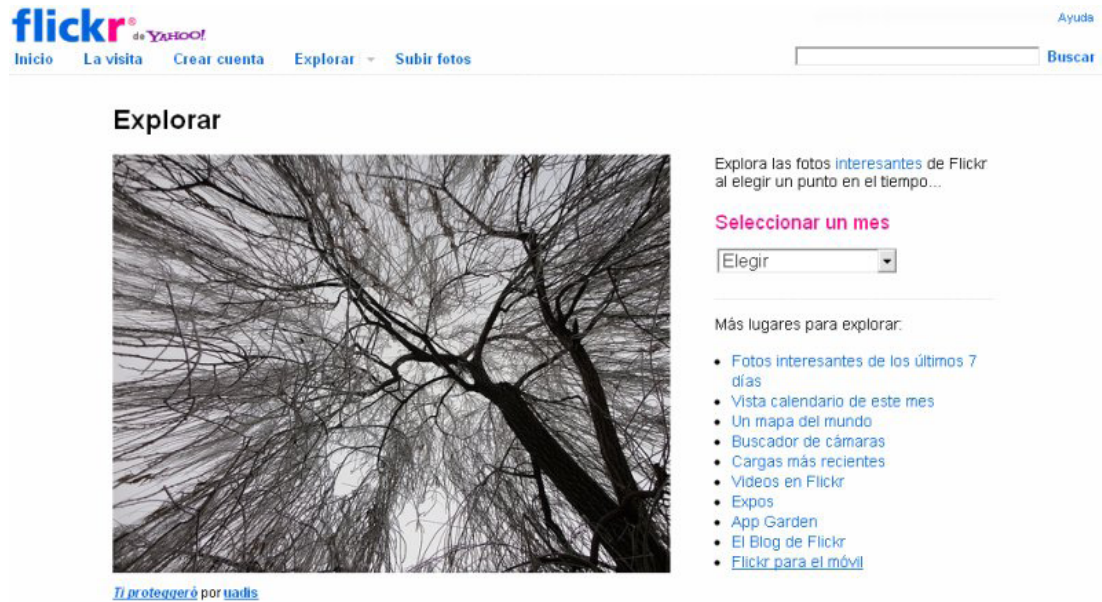 flickr® de YAHOO!
Ayuda
Inicio La visita Crear cuenta Explorar Subir fotos
Buscar
Explorar
Explora las fotos interesantes de Flickr
al elegir un punto en el tiempo...
Seleccionar un mes
Elegir
Más lugares para explorar:
Fotos interesantes de los últimos 7
días
Vista calendario de este mes
Un mapa del mundo
Buscador de cámaras
Cargas más recientes
Videos en Flickr
Expos
App Garden
El Blog de Flickr
Flickr para el móvil
Ti proteggeró por uadis